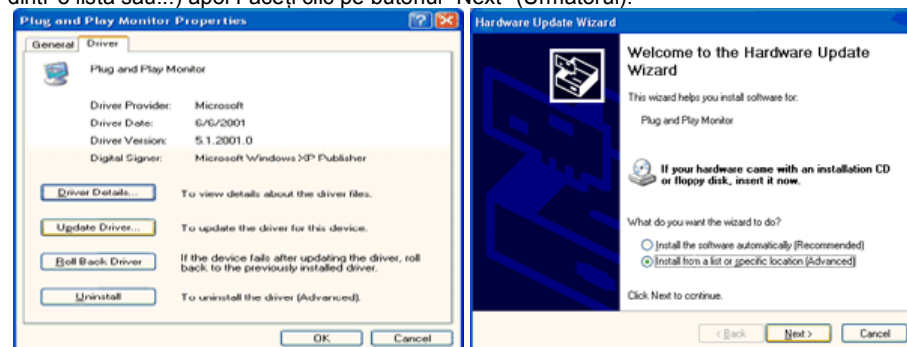 dintr-o listă sau...) apoi Faceţi clic pe butonul "Next" (Următorul).
Plug and Play Monitor Properties
General
Driver
Plug and Play Monitor
Driver Provider: Microsoft
Driver Date: 6/6/2001
Driver Version: 5.1.2001.0
Digital Signer: Microsoft Windows XP Publisher
Driver Details... To view details about the driver files.
Update Driver... To update the driver for this device.
Roll Back Driver If the device fails after updating the driver, roll
back to the previously installed driver.
Uninstall To uninstall the driver (Advanced).
OK Cancel
Hardware Update Wizard
Welcome to the Hardware Update
Wizard
This wizard helps you install software for:
Plug and Play Monitor
If your hardware came with an installation CD
or floppy disk, insert it now.
What do you want the wizard to do?
Install the software automatically (Recommended)
Install from a list or specific location (Advanced)
Click Next to continue.
< Back Next > Cancel